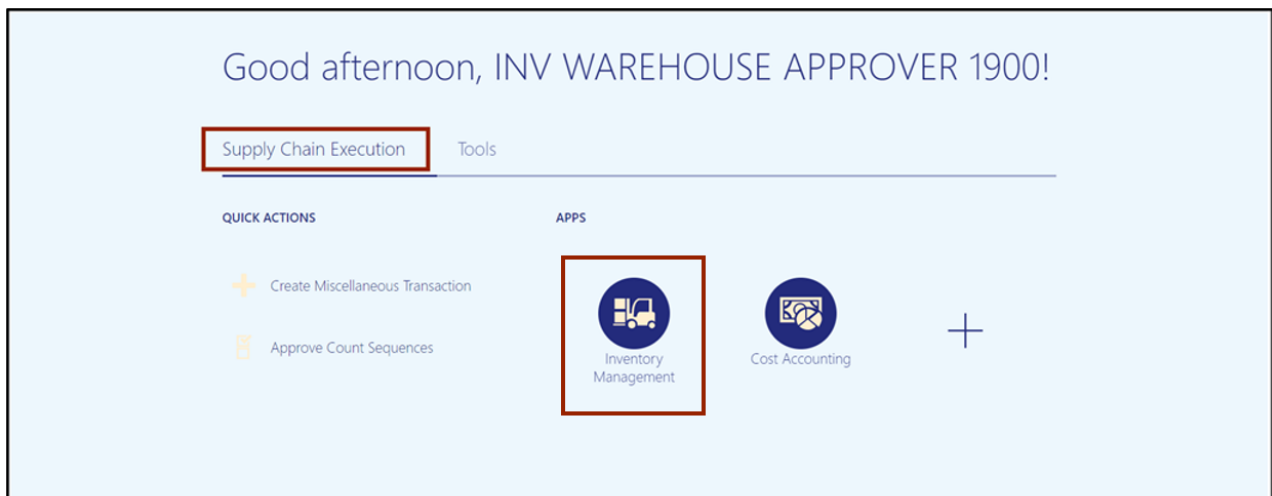 Good afternoon, INV WAREHOUSE APPROVER 1900!
Supply Chain Execution
Tools
QUICK ACTIONS
APPS
Create Miscellaneous Transaction
Approve Count Sequences
Inventory
Management
Cost Accounting